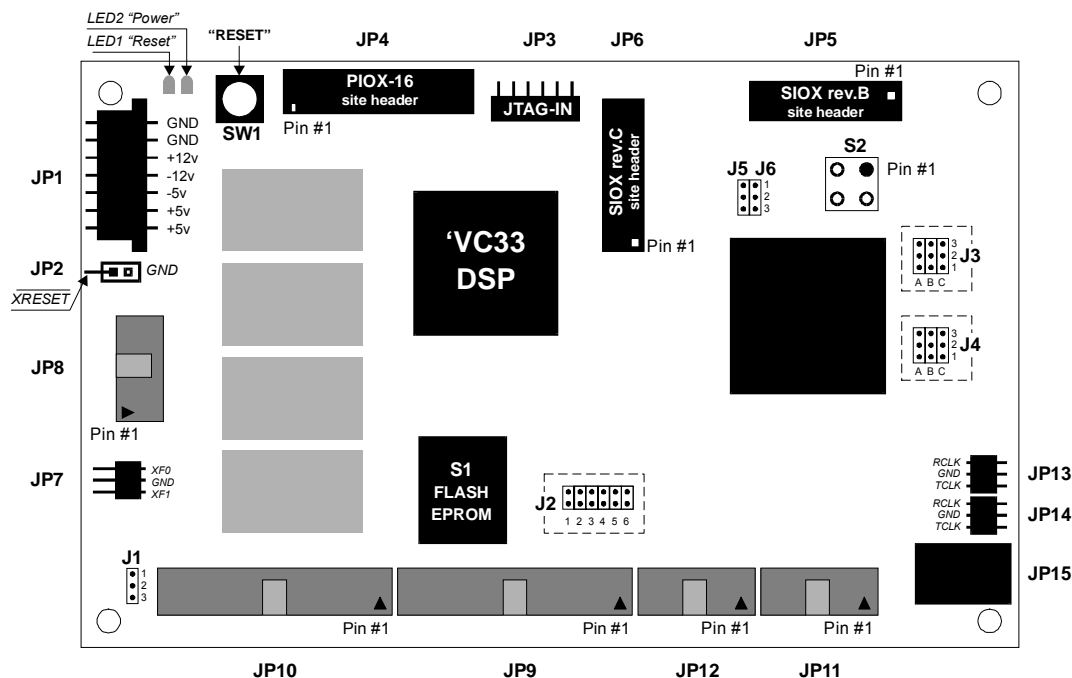 LED2 “Power”
LED1 “Reset”
“RESET”
JP4
JP3
JP6
JP5
PIOX-16
site header
Pin #1
SW1
JTAG-IN
SIOX rev.C
site header
Pin #1
Pin #1
SIOX rev.B
site header
S2
Pin #1
J5 J6
1
2
3
JP1
GND
GND
+12v
-12v
-5v
+5v
+5v
‘VC33
DSP
J3
3
2
1
A B C
JP2
GND
XRESET
J4
3
2
1
A B C
JP8
Pin #1
JP7
XF0
GND
XF1
S1
FLASH
EPROM
J2
1 2 3 4 5 6
RCLK
GND
TCLK
JP13
RCLK
GND
TCLK
JP14
JP15
J1
1
2
3
Pin #1
Pin #1
Pin #1
Pin #1
JP10
JP9
JP12
JP11